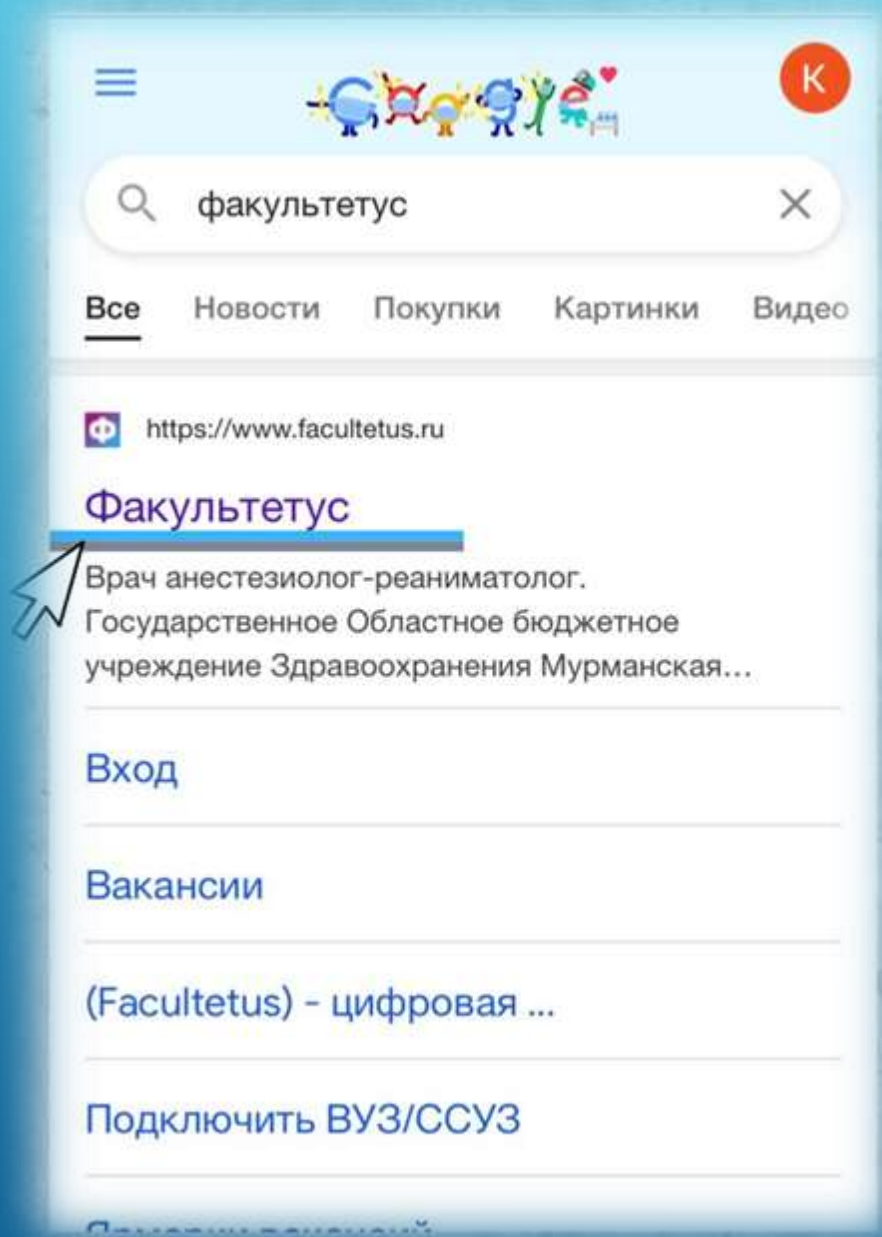 Google
K
факультетус
Все Новости Покупки Картинки Видео
Ф https://www.facultetus.ru
Факультетус
Врач анестезиолог-реаниматолог.
Государственное Областное бюджетное
учреждение Здравоохранения Мурманская...
Вход
Вакансии
(Facultetus) - цифровая ...
Подключить ВУЗ/ССУЗ